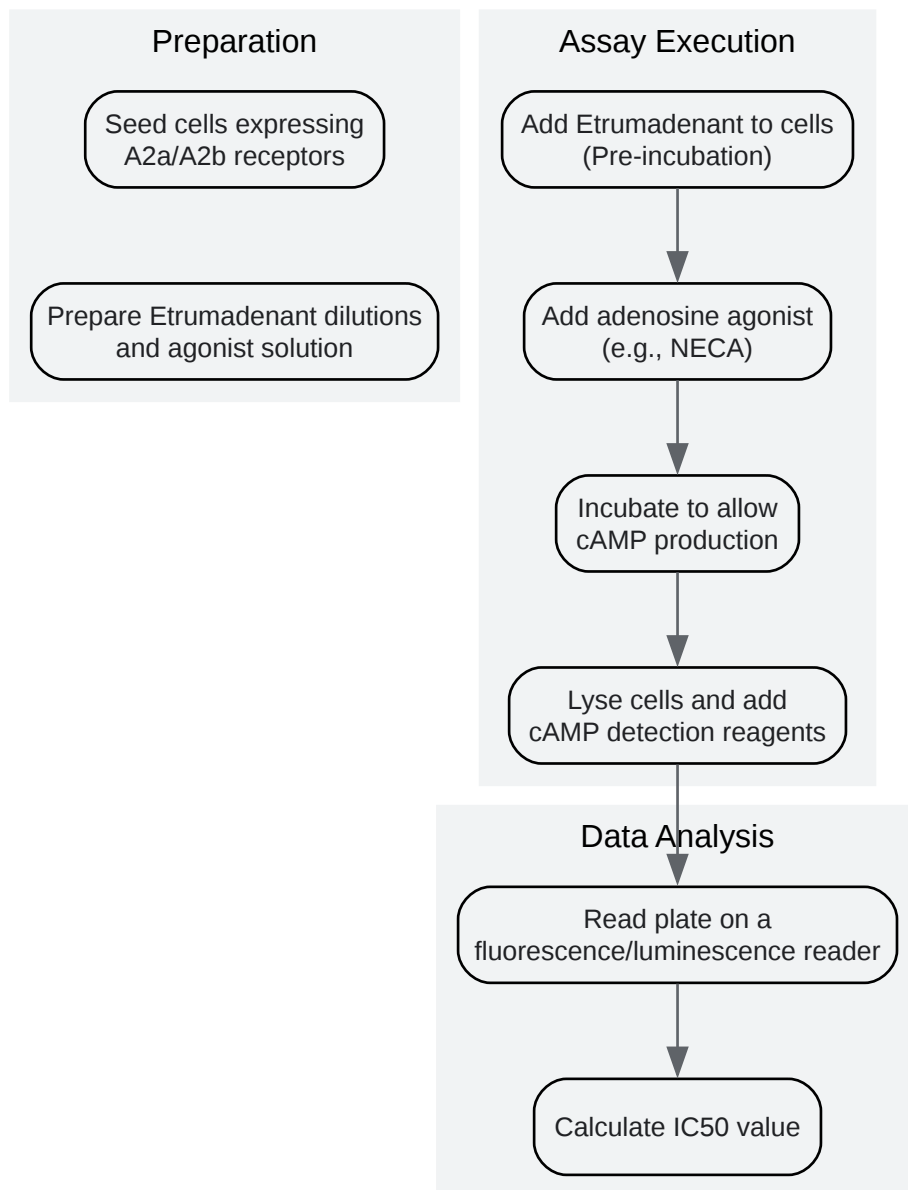 Preparation
Seed cells expressing
A2a/A2b receptors
Prepare Etrumadenant dilutions
and agonist solution
Assay Execution
Add Etrumadenant to cells
(Pre-incubation)
Add adenosine agonist
(e.g., NECA)
Incubate to allow
cAMP production
Lyse cells and add
cAMP detection reagents
Data Analysis
Read plate on a
fluorescence/luminescence reader
Calculate IC50 value